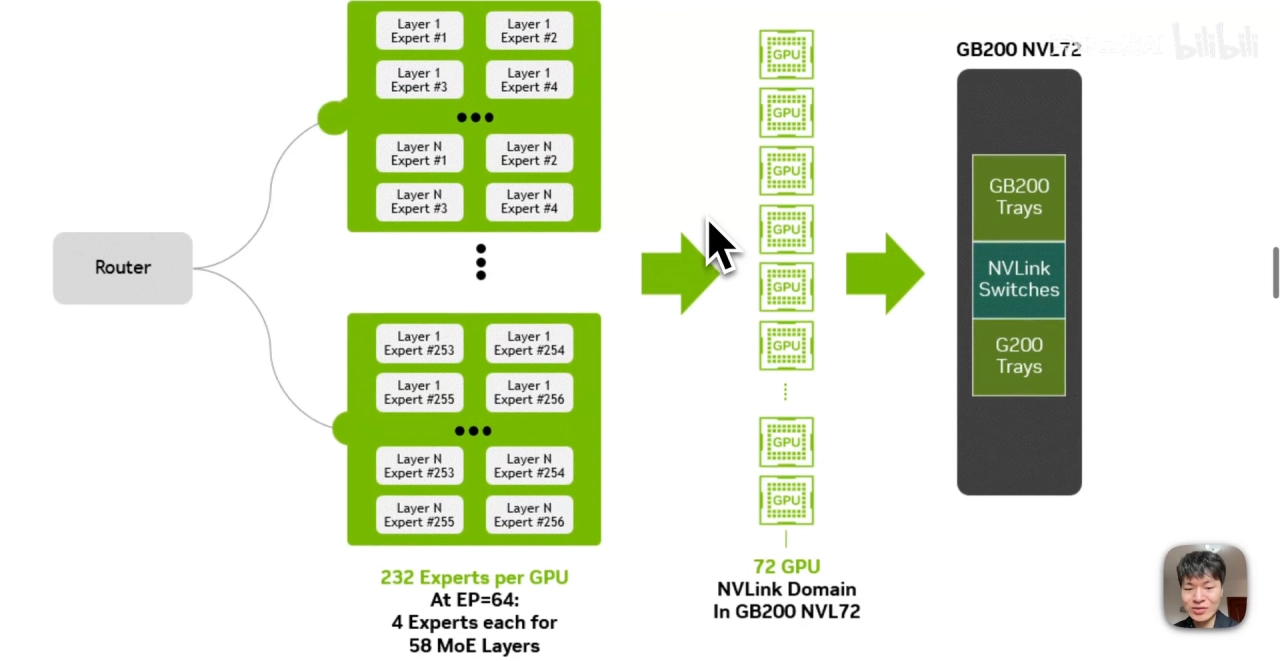 GB200 NVL72
bilibili
Router
Layer 1
Expert #1
Layer 1
Expert #2
Layer 1
Expert #3
Layer 1
Expert #4
Layer N
Expert #1
Layer N
Expert #2
Layer N
Expert #3
Layer N
Expert #4
Layer 1
Expert #253
Layer 1
Expert #254
Layer 1
Expert #255
Layer 1
Expert #256
Layer N
Expert #253
Layer N
Expert #254
Layer N
Expert #255
Layer N
Expert #256
232 Experts per GPU
At EP=64:
4 Experts each for
58 MoE Layers
GPU
GPU
GPU
GPU
GPU
GPU
GPU
GPU
72 GPU
NVLink Domain
In GB200 NVL72
GB200
Trays
NVLink
Switches
G200
Trays